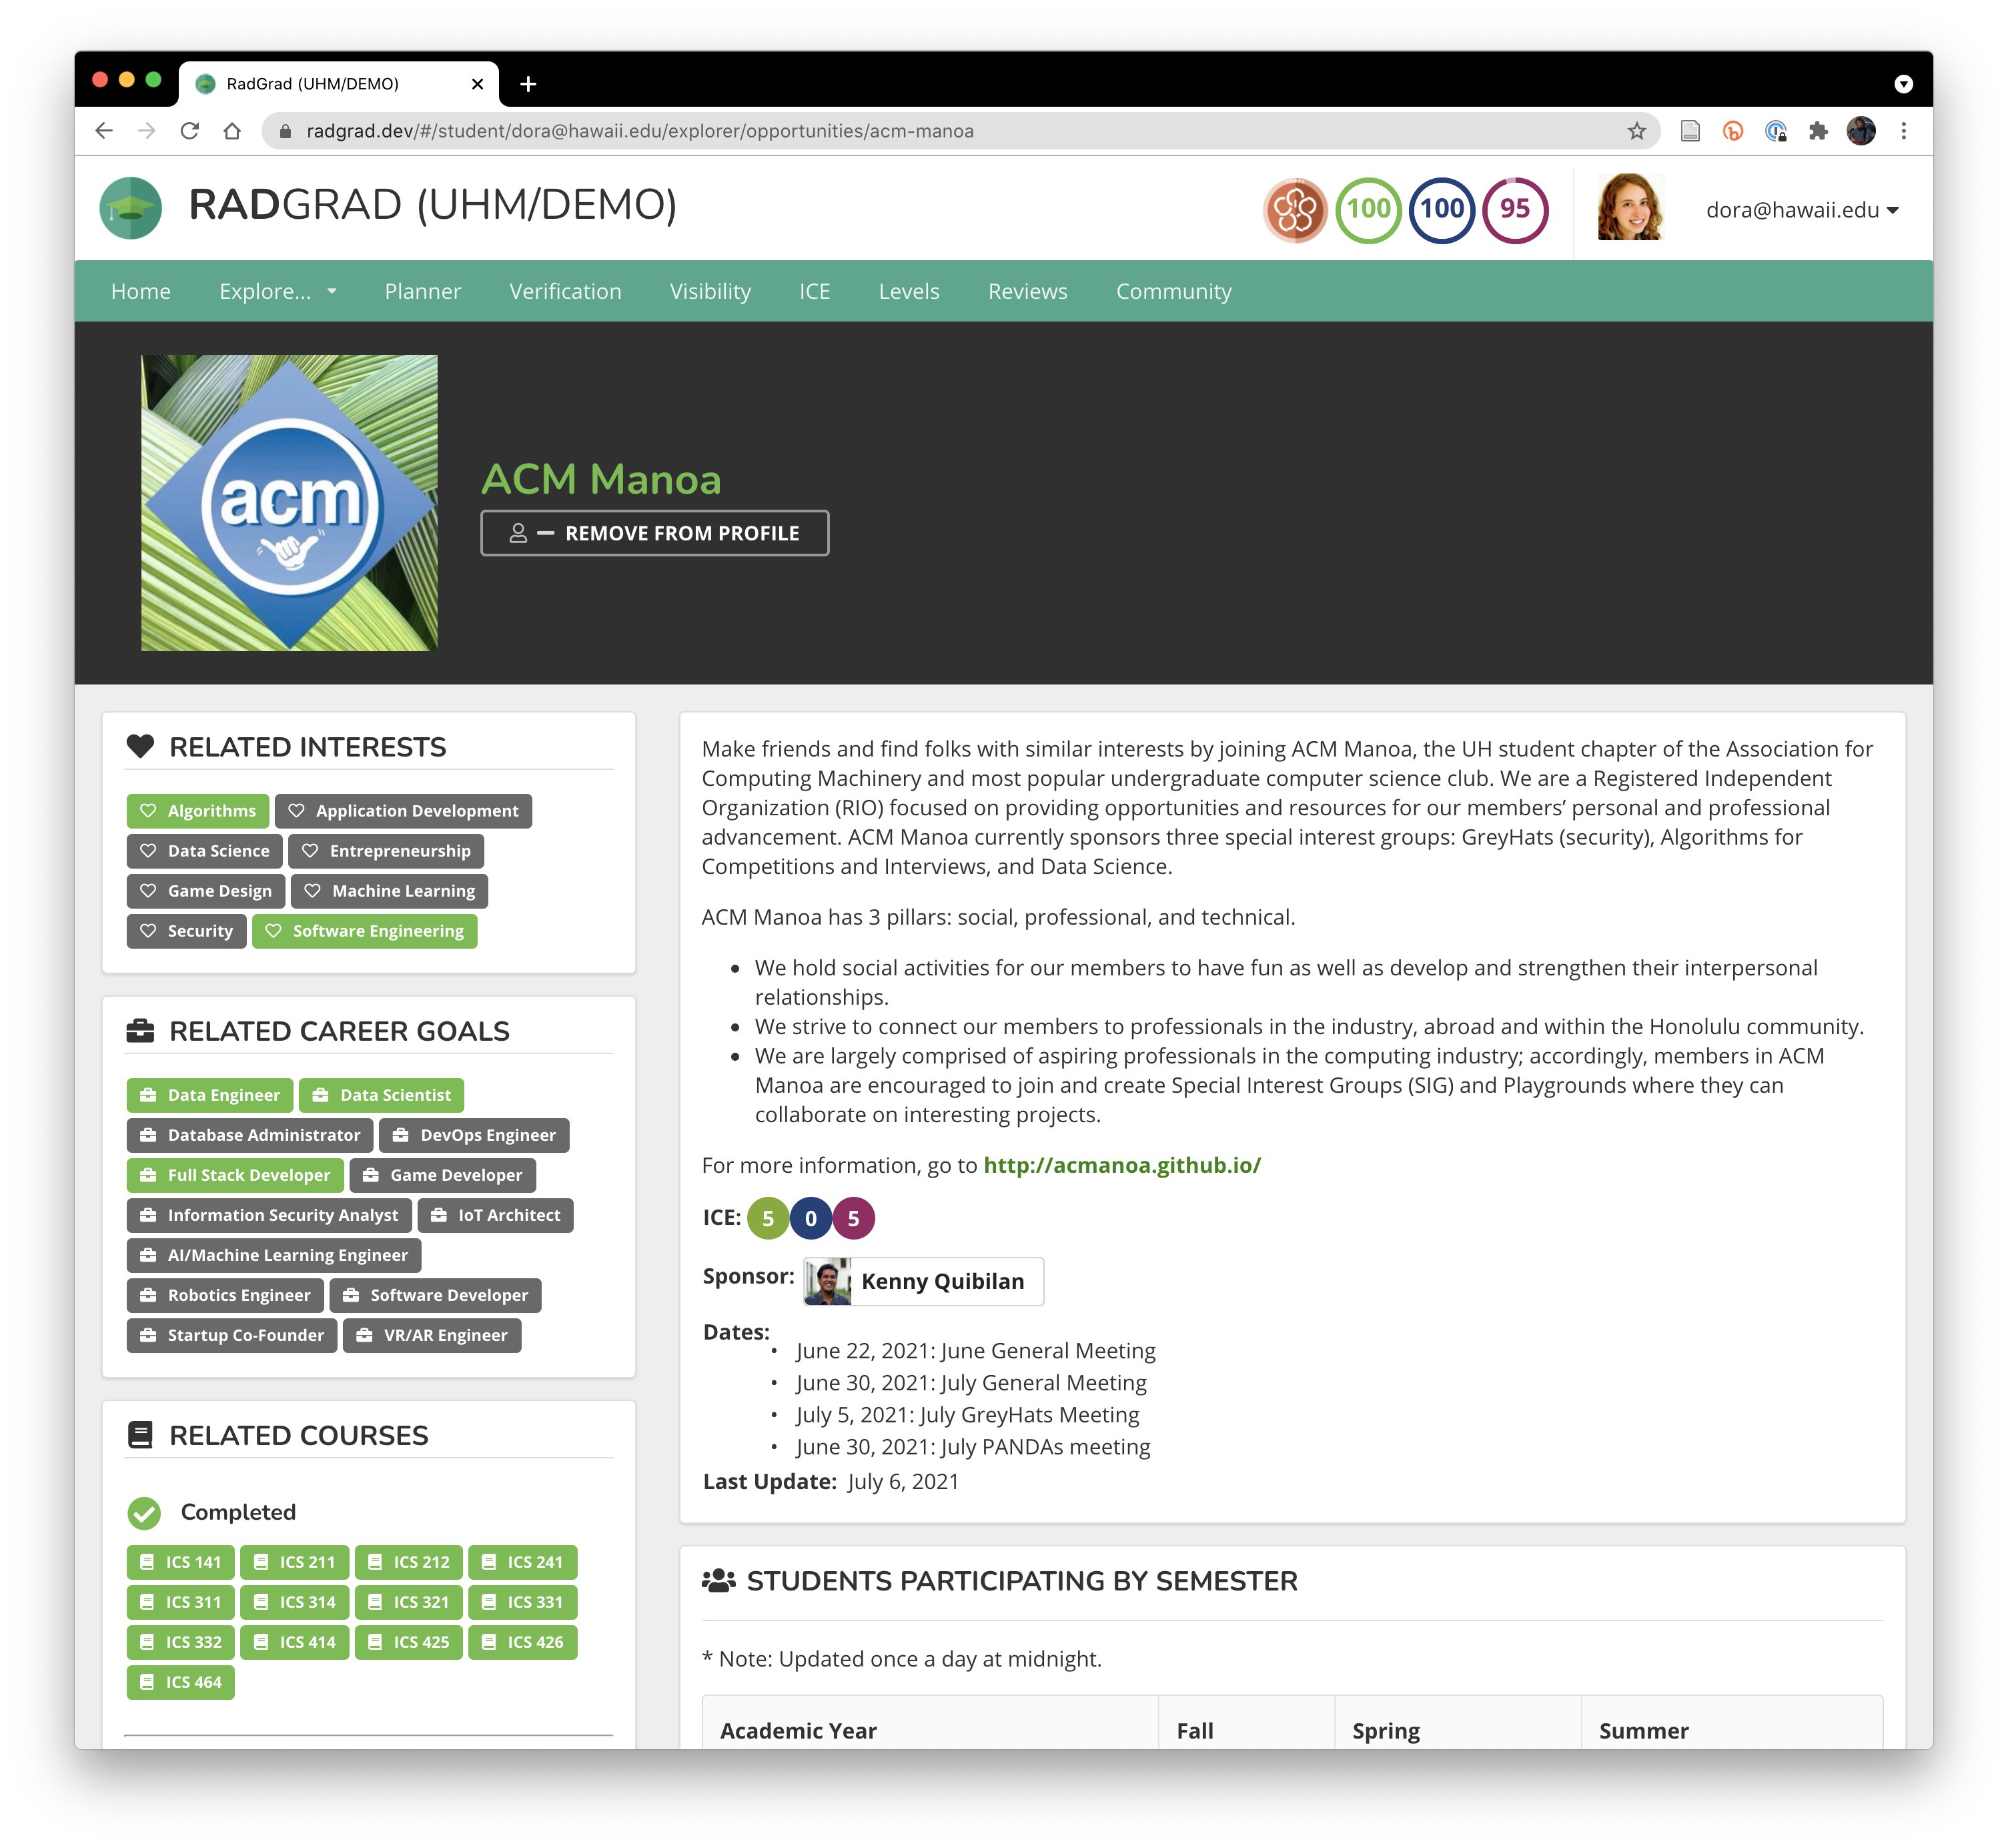 RadGrad (UHM/DEMO)
radgrad.dev/#/student/dora@hawaii.edu/explorer/opportunities/acm-manoa
RADGRAD (UHM/DEMO)
100 100 95
dora@hawaii.edu
Home Explore... Planner Verification Visibility ICE Levels Reviews Community
acm
ACM Manoa
REMOVE FROM PROFILE
RELATED INTERESTS
Algorithms Application Development
Data Science Entrepreneurship
Game Design Machine Learning
Security Software Engineering
RELATED CAREER GOALS
Data Engineer Data Scientist
Database Administrator DevOps Engineer
Full Stack Developer Game Developer
Information Security Analyst IoT Architect
AI/Machine Learning Engineer
Robotics Engineer Software Developer
Startup Co-Founder VR/AR Engineer
RELATED COURSES
Completed
ICS 141 ICS 211 ICS 212 ICS 241
ICS 311 ICS 314 ICS 321 ICS 331
ICS 332 ICS 414 ICS 425 ICS 426
ICS 464
Make friends and find folks with similar interests by joining ACM Manoa, the UH student chapter of the Association for
Computing Machinery and most popular undergraduate computer science club. We are a Registered Independent
Organization (RIO) focused on providing opportunities and resources for our members’ personal and professional
advancement. ACM Manoa currently sponsors three special interest groups: GreyHats (security), Algorithms for
Competitions and Interviews, and Data Science.
ACM Manoa has 3 pillars: social, professional, and technical.
• We hold social activities for our members to have fun as well as develop and strengthen their interpersonal
relationships.
• We strive to connect our members to professionals in the industry, abroad and within the Honolulu community.
• We are largely comprised of aspiring professionals in the computing industry; accordingly, members in ACM
Manoa are encouraged to join and create Special Interest Groups (SIG) and Playgrounds where they can
collaborate on interesting projects.
For more information, go to http://acmanoa.github.io/
ICE: 5 0 5
Sponsor: Kenny Quibilan
Dates:
• June 22, 2021: June General Meeting
• June 30, 2021: July General Meeting
• July 5, 2021: July GreyHats Meeting
• June 30, 2021: July PANDAs meeting
Last Update: July 6, 2021
STUDENTS PARTICIPATING BY SEMESTER
* Note: Updated once a day at midnight.
Academic Year Fall Spring Summer